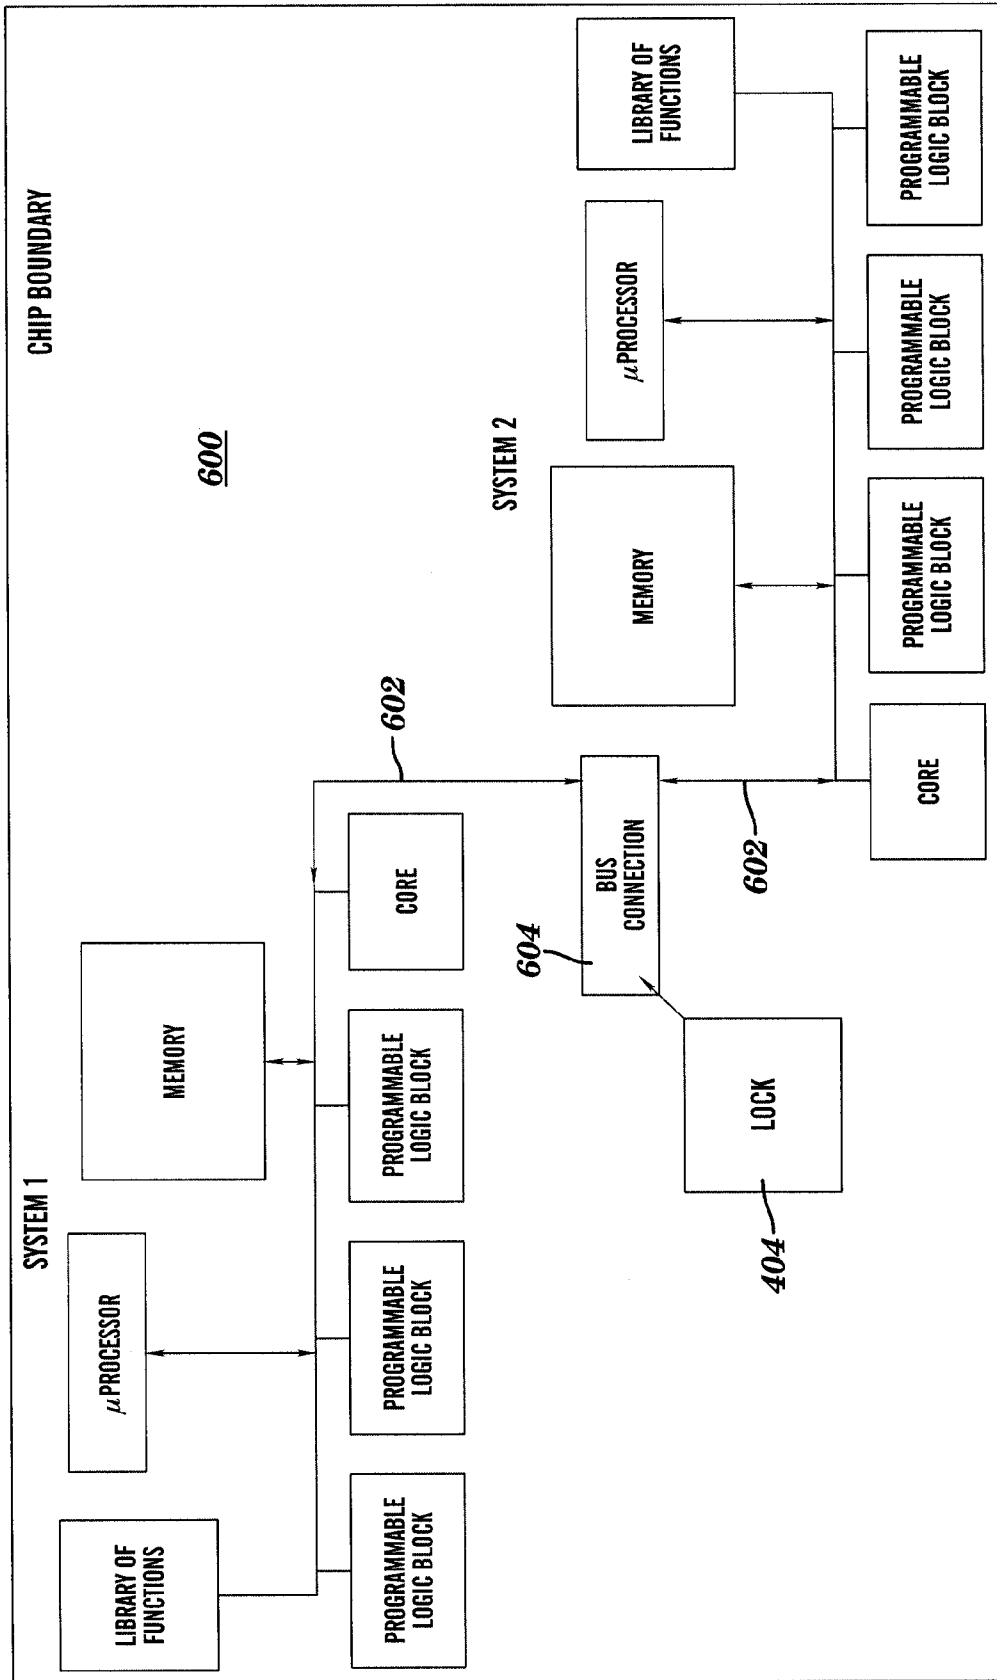 CHIP BOUNDARY
600
SYSTEM 1
LIBRARY OF
FUNCTIONS
μPROCESSOR
MEMORY
PROGRAMMABLE
LOGIC BLOCK
PROGRAMMABLE
LOGIC BLOCK
PROGRAMMABLE
LOGIC BLOCK
CORE
602
SYSTEM 2
604
BUS
CONNECTION
602
404
LOCK
MEMORY
μPROCESSOR
LIBRARY OF
FUNCTIONS
CORE
PROGRAMMABLE
LOGIC BLOCK
PROGRAMMABLE
LOGIC BLOCK
PROGRAMMABLE
LOGIC BLOCK